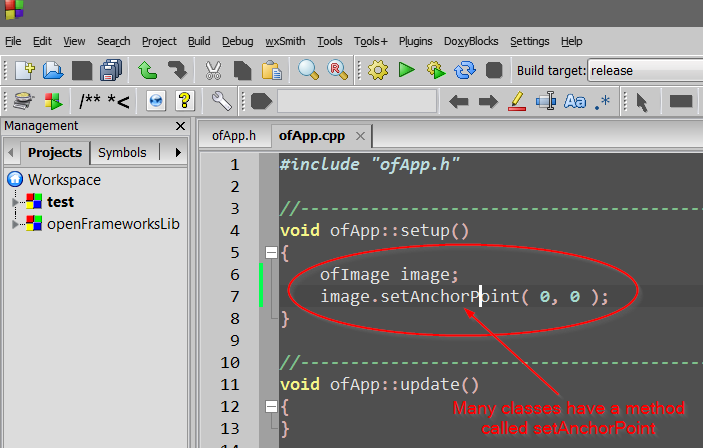 File Edit View Search Project Build Debug wxSmith Tools Tools+ Plugins DoxyBlocks Settings Help
Build target: release
/** *<
Aa .*
Management
Projects Symbols
Workspace
test
openFrameworksLib
ofApp.h ofApp.cpp
1 #include "ofApp.h"
2
3 //----------------------------------------
4 void ofApp::setup()
5 {
6 ofImage image;
7 image.setAnchorPoint( 0, 0 );
8 }
9
10 //----------------------------------------
11 void ofApp::update()
12 {
13 }
Many classes have a method
called setAnchorPoint